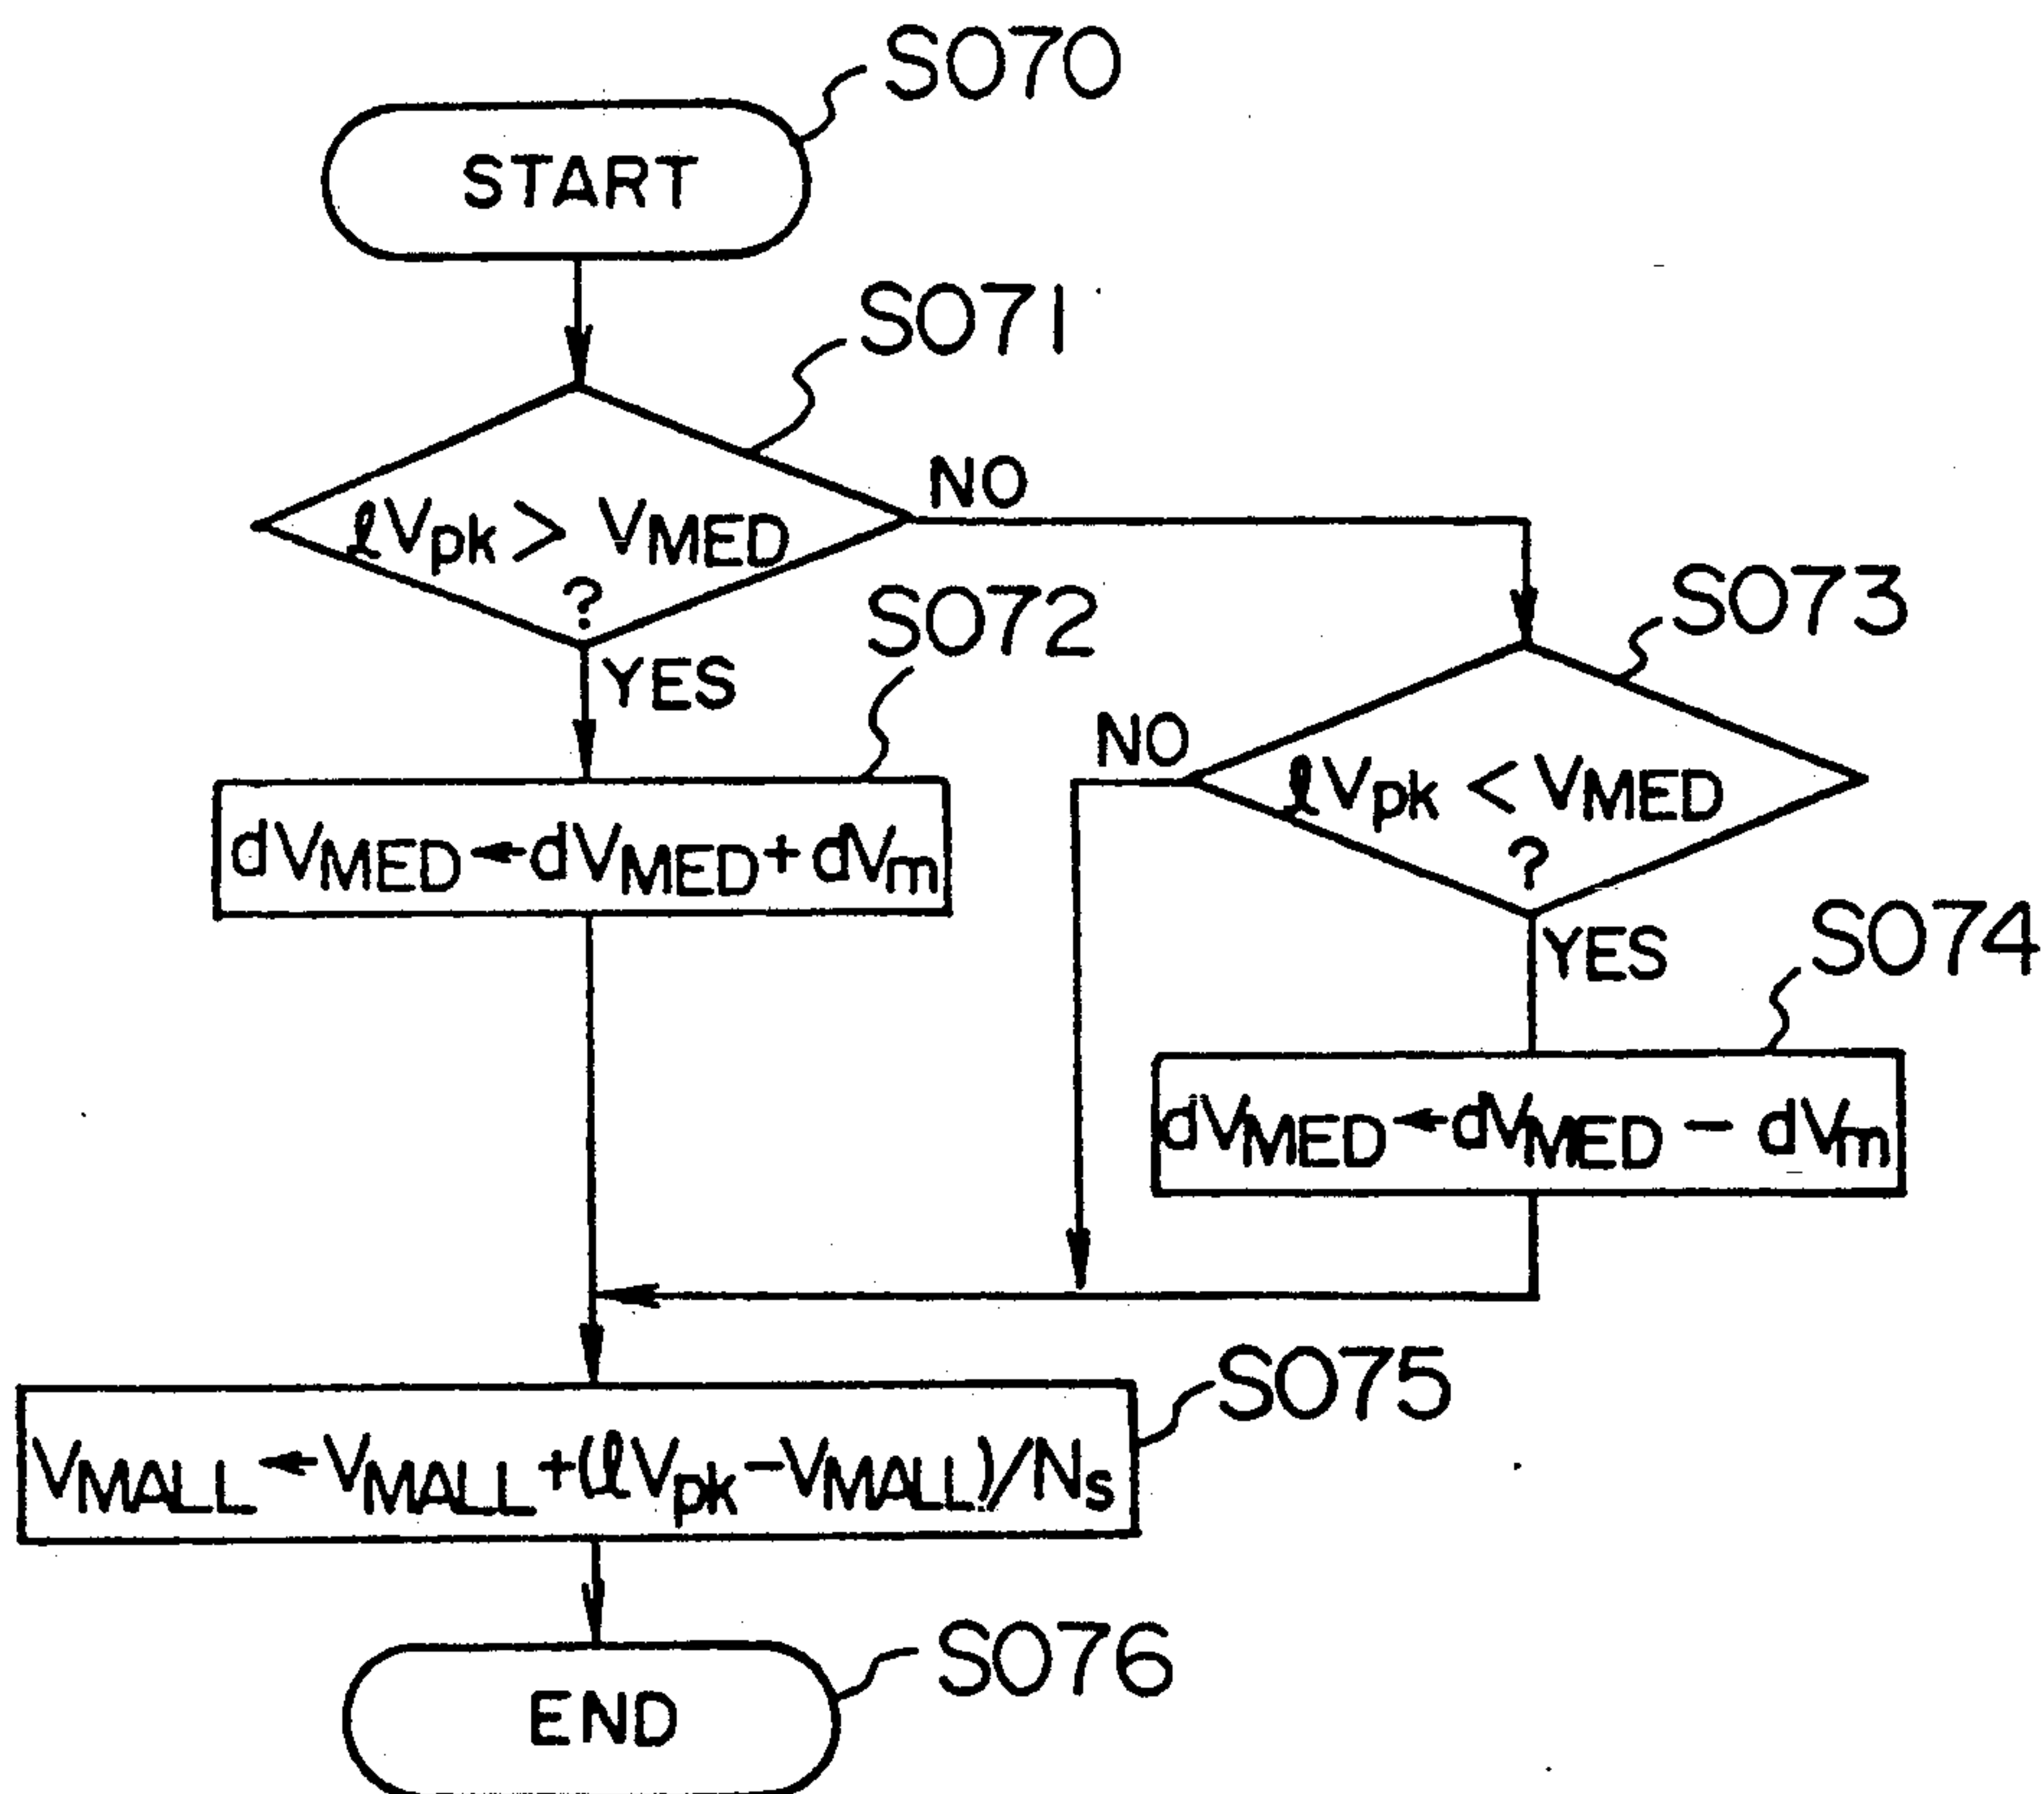 S070
START
S071
ℓVpk > VMED
?
NO
YES
S072
dVMED ← dVMED + dVm
S073
ℓVpk < VMED
?
NO
YES
S074
dVMED ← dVMED − dVm
S075
VMALL ← VMALL + (ℓVpk − VMALL)/Ns
S076
END